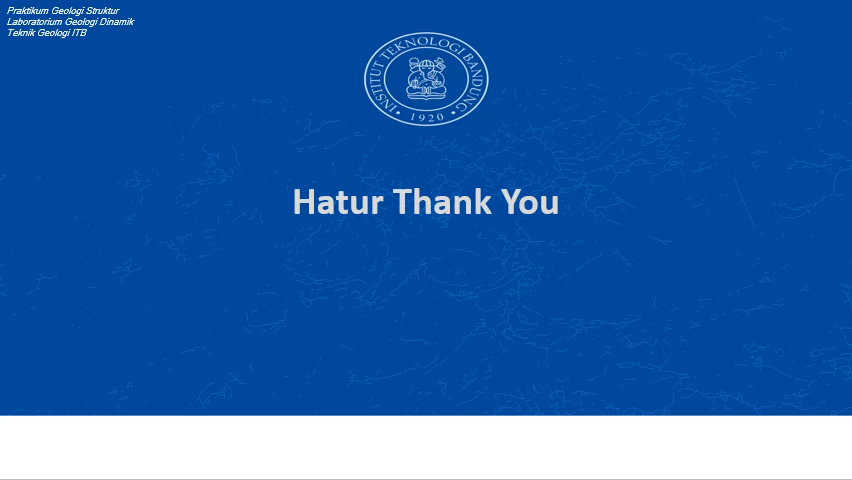 Praktikum Geologi Struktur
Laboratorium Geologi Dinamik
Teknik Geologi ITB
INSTITUT TEKNOLOGI BANDUNG
• 1920 •
Hatur Thank You